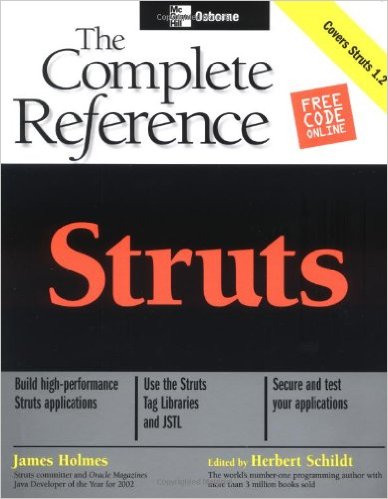 Mc
Graw
Hill
Osborne
The
Complete
Reference
Covers Struts 1.2
FREE
CODE
ONLINE
Struts
Build high-performance
Struts applications
Use the Struts
Tag Libraries
and JSTL
Secure and test
your applications
James Holmes
Struts committer and Oracle Magazines
Java Developer of the Year for 2002
Edited by Herbert Schildt
The world's number-one programming author with
more than 3 million books sold